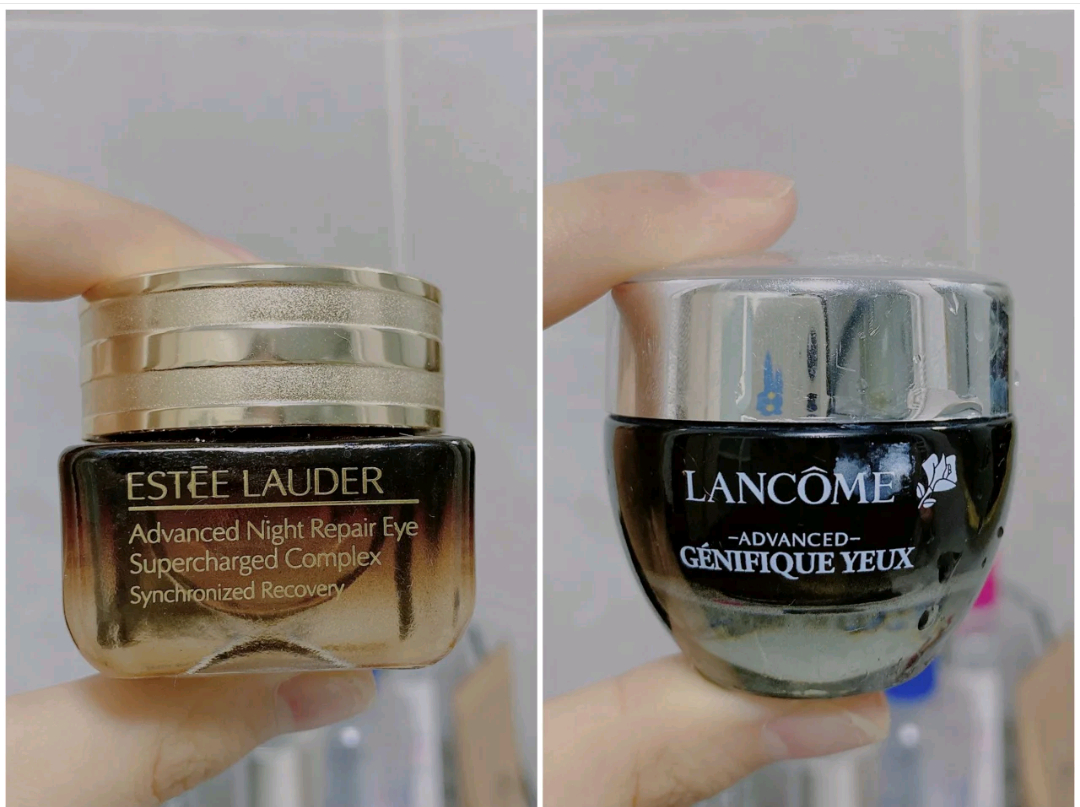 ESTĒE LAUDER
Advanced Night Repair Eye
Supercharged Complex
Synchronized Recovery
LANCÔME
-ADVANCED-
GÉNIFIQUE YEUX